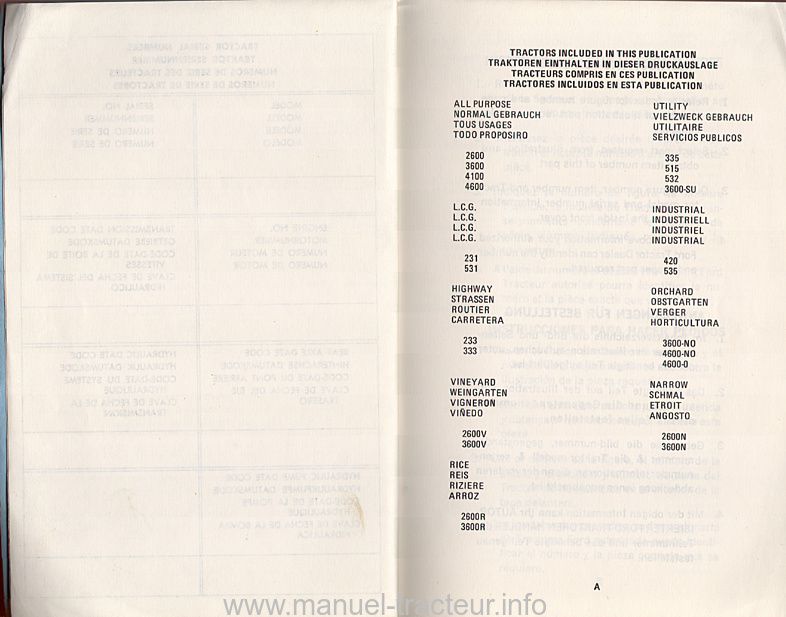 TRACTORS INCLUDED IN THIS PUBLICATION
TRAKTOREN EINTHALTEN IN DIESER DRUCKAUSLAGE
TRACTEURS COMPRIS EN CES PUBLICATION
TRACTORES INCLUIDOS EN ESTA PUBLICATION
ALL PURPOSE
NORMAL GEBRAUCH
TOUS USAGES
TODO PROPOSIRO
2600
3600
4100
4600
L.C.G.
L.C.G.
L.C.G.
L.C.G.
231
531
HIGHWAY
STRASSEN
ROUTIER
CARRETERA
233
333
VINEYARD
WEINGARTEN
VIGNERON
VIÑEDO
2600V
3600V
RICE
REIS
RIZIERE
ARROZ
2600R
3600R
UTILITY
VIELZWECK GEBRAUCH
UTILITAIRE
SERVICIOS PUBLICOS
335
515
532
3600-SU
INDUSTRIAL
INDUSTRIELL
INDUSTRIEL
INDUSTRIAL
420
535
ORCHARD
OBSTGARTEN
VERGER
HORTICULTURA
3600-NO
4600-NO
4600-O
NARROW
SCHMAL
ETROIT
ANGOSTO
2600N
3600N
A
www.manuel-tracteur.info